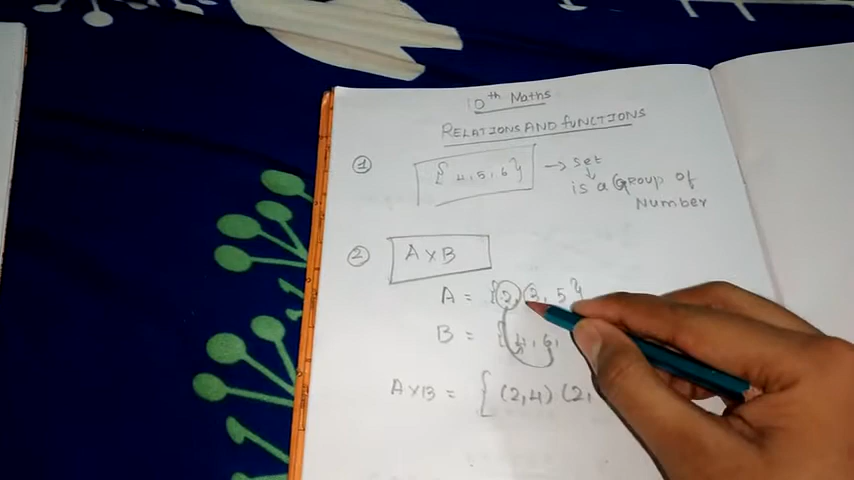 10th Maths
RELATIONS AND FUNCTIONS
① { 4, 5, 6 } → set
↓
is a Group of
Number
② A×B
A = { 2, 3, 5 }
B = { 4, 6,
A×B = { (2,4) (2,